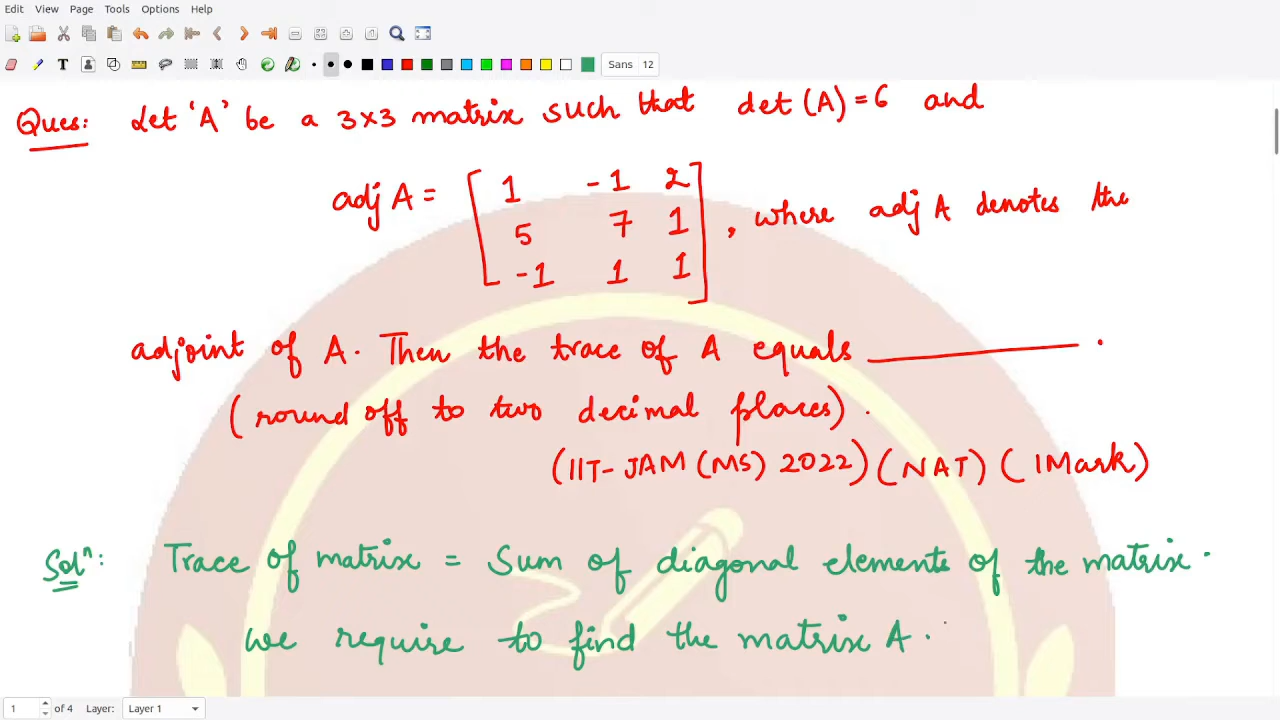 Edit View Page Tools Options Help
Sans 12
Ques: Let 'A' be a 3×3 matrix such that det (A) = 6 and
adj A = [ 1 -1 2
5 7 1
-1 1 1 ] , where adj A denotes the
adjoint of A. Then the trace of A equals ________ .
(round off to two decimal places) .
(IIT-JAM (MS) 2022) (NAT) (1Mark)
Solⁿ: Trace of matrix = Sum of diagonal elements of the matrix.
we require to find the matrix A.
1 of 4 Layer: Layer 1